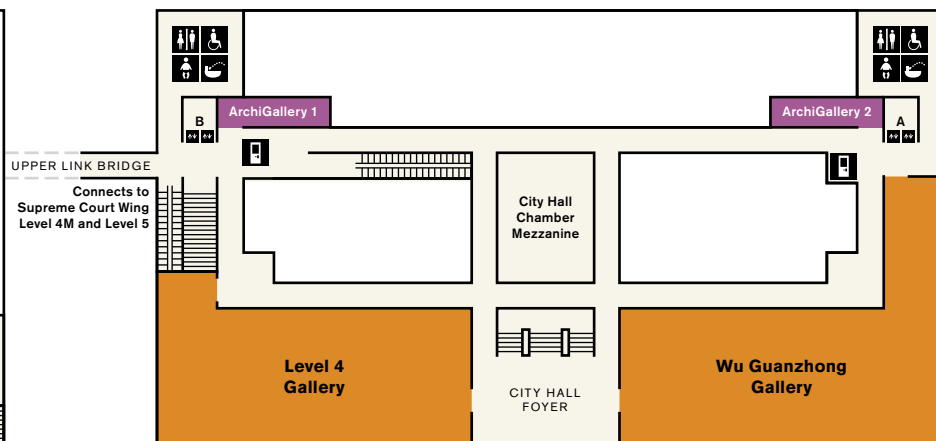 ArchiGallery 1
ArchiGallery 2
B
A
UPPER LINK BRIDGE
Connects to
Supreme Court Wing
Level 4M and Level 5
City Hall
Chamber
Mezzanine
Level 4
Gallery
Wu Guanzhong
Gallery
CITY HALL
FOYER